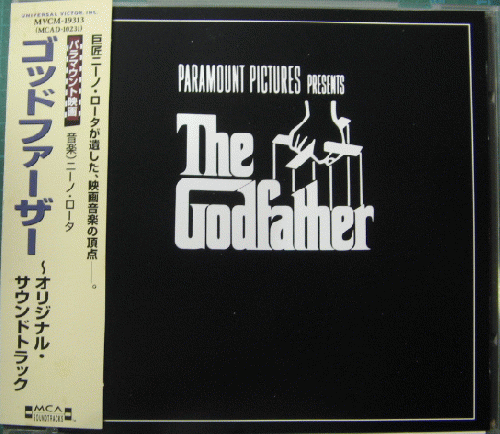 UNIVERSAL VICTOR, INC.
MVCM-19313
(MCAD-10231)
パラマウント映画
ゴッドファーザー
音楽)ニーノ・ロータ
〜オリジナル・
サウンドトラック
巨匠ニーノ・ロータが遺した、映画音楽の頂点──。
MCA
SOUNDTRACKS
PARAMOUNT PICTURES PRESENTS
The
Godfather